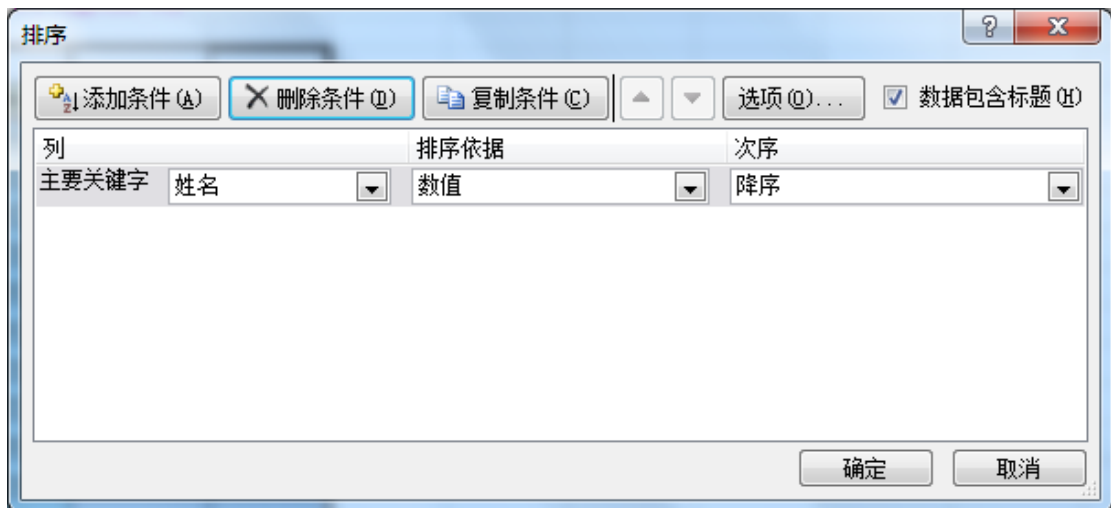 排序
添加条件(A) 删除条件(D) 复制条件(C) 选项(O)... 数据包含标题(H)
列 排序依据 次序
主要关键字 姓名 数值 降序
确定 取消